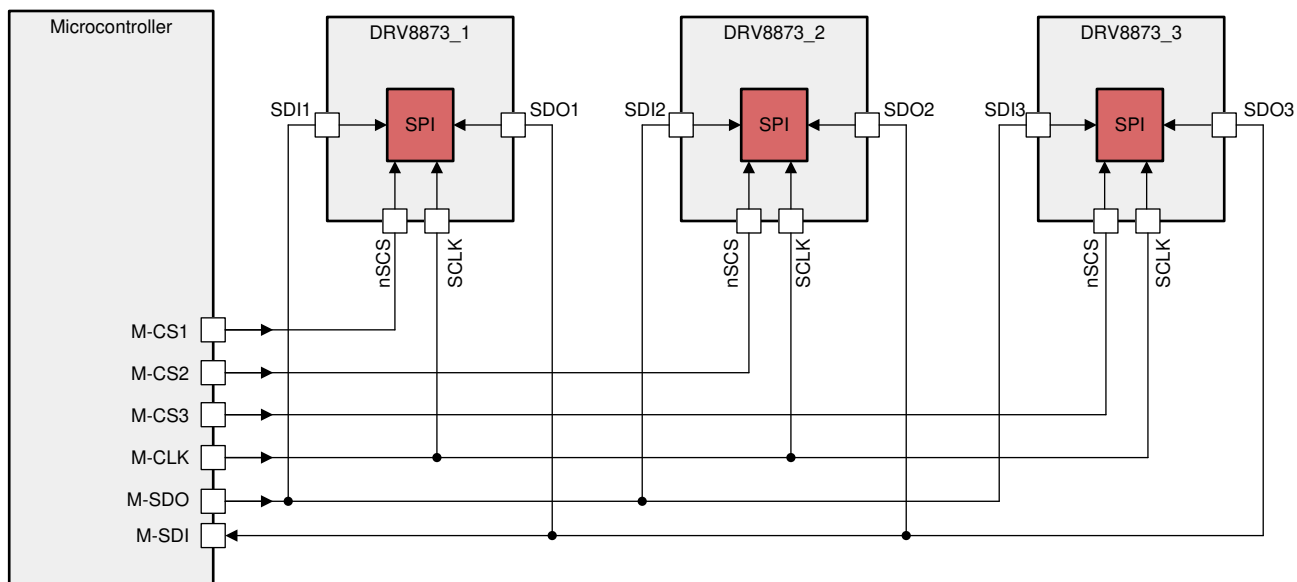 Microcontroller
DRV8873_1
DRV8873_2
DRV8873_3
SDI1
SPI
SDO1
SDI2
SPI
SDO2
SDI3
SPI
SDO3
nSCS
SCLK
nSCS
SCLK
nSCS
SCLK
M-CS1
M-CS2
M-CS3
M-CLK
M-SDO
M-SDI